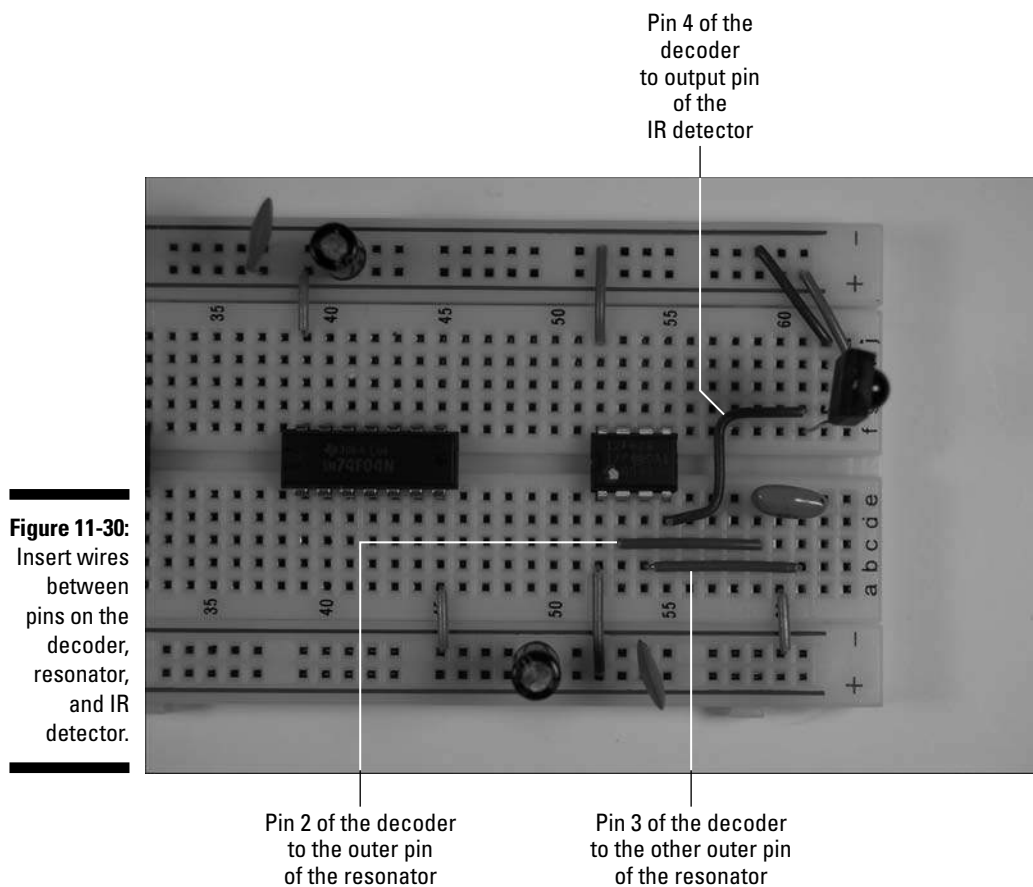 Pin 4 of the
decoder
to output pin
of the
IR detector
−
+
35
40
45
50
55
60
j
f
74F04N
Figure 11-30:
Insert wires
between
pins on the
decoder,
resonator,
and IR
detector.
e
d
c
b
a
35
40
50
55
−
+
Pin 2 of the decoder
to the outer pin
of the resonator
Pin 3 of the decoder
to the other outer pin
of the resonator